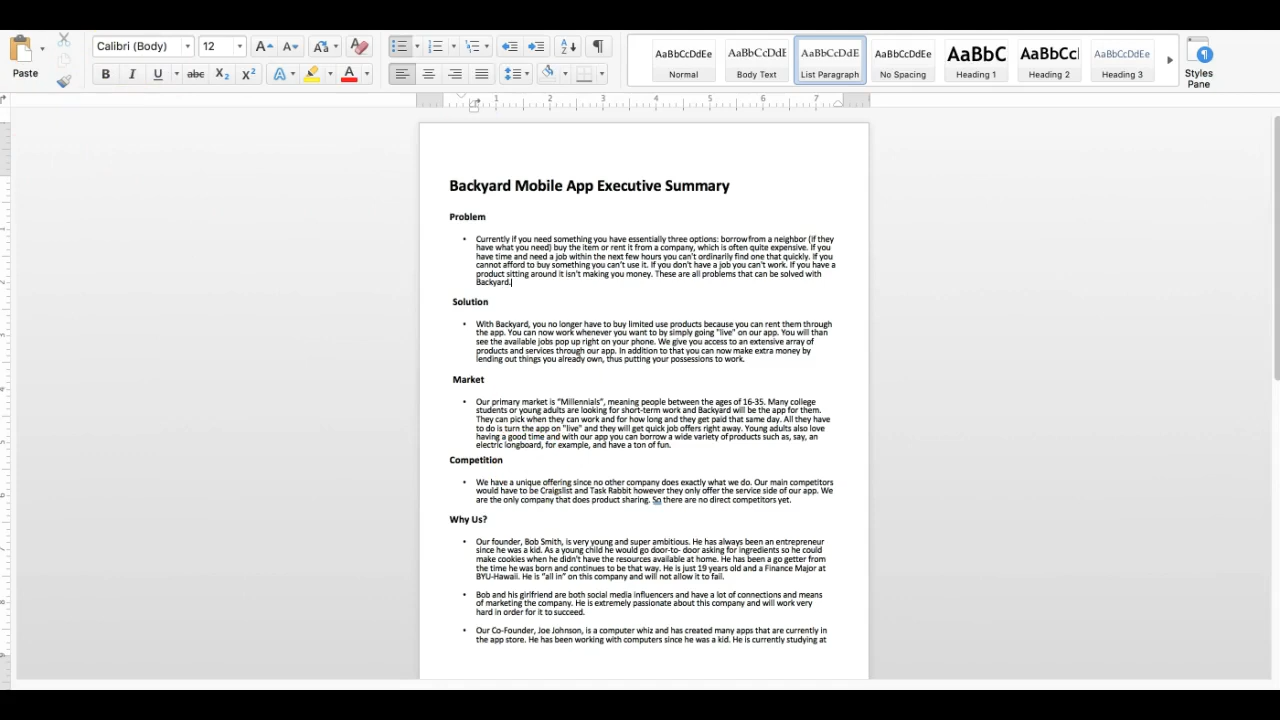 Calibri (Body)
12
A
A
Paste
B I U abc X₂ X² A A
¶
AaBbCcDdEe
Normal
AaBbCcDdE
Body Text
AaBbCcDdE
List Paragraph
AaBbCcDdEe
No Spacing
AaBbC
Heading 1
AaBbCc
Heading 2
AaBbCcDdEe
Heading 3
Styles
Pane
1 2 3 4 5 6 7
Backyard Mobile App Executive Summary
Problem
• Currently if you need something you have essentially three options: borrow from a neighbor (if they
have what you need) buy the item or rent it from a company, which is often quite expensive. If you
have time and need a job within the next few hours you can't ordinarily find one that quickly. If you
cannot afford to buy something you can't use it. If you don't have a job you can't work. If you have a
product sitting around it isn't making you money. These are all problems that can be solved with
Backyard.
Solution
• With Backyard, you no longer have to buy limited use products because you can rent them through
the app. You can now work whenever you want to by simply going "live" on our app. You will than
see the available jobs pop up right on your phone. We give you access to an extensive array of
products and services through our app. In addition to that you can now make extra money by
lending out things you already own, thus putting your possessions to work.
Market
• Our primary market is "Millennials", meaning people between the ages of 16-35. Many college
students or young adults are looking for short-term work and Backyard will be the app for them.
They can pick when they can work and for how long and they get paid that same day. All they have
to do is turn the app on "live" and they will get quick job offers right away. Young adults also love
having a good time and with our app you can borrow a wide variety of products such as, say, an
electric longboard, for example, and have a ton of fun.
Competition
• We have a unique offering since no other company does exactly what we do. Our main competitors
would have to be Craigslist and Task Rabbit however they only offer the service side of our app. We
are the only company that does product sharing. So there are no direct competitors yet.
Why Us?
• Our founder, Bob Smith, is very young and super ambitious. He has always been an entrepreneur
since he was a kid. As a young child he would go door-to- door asking for ingredients so he could
make cookies when he didn't have the resources available at home. He has been a go getter from
the time he was born and continues to be that way. He is just 19 years old and a Finance Major at
BYU-Hawaii. He is "all in" on this company and will not allow it to fail.
• Bob and his girlfriend are both social media influencers and have a lot of connections and means
of marketing the company. He is extremely passionate about this company and will work very
hard in order for it to succeed.
• Our Co-Founder, Joe Johnson, is a computer whiz and has created many apps that are currently in
the app store. He has been working with computers since he was a kid. He is currently studying at